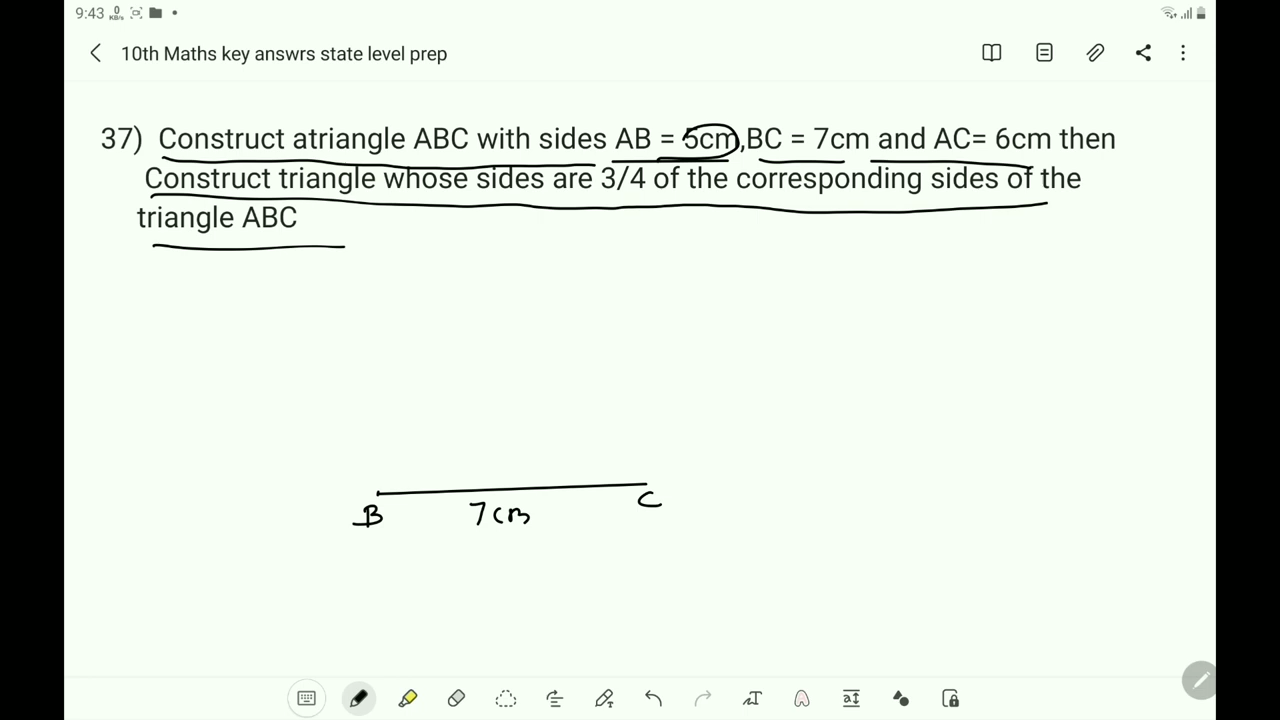 9:43 0 KB/s
10th Maths key answrs state level prep
37) Construct atriangle ABC with sides AB = 5cm,BC = 7cm and AC= 6cm then
Construct triangle whose sides are 3/4 of the corresponding sides of the
triangle ABC
B 7cm C